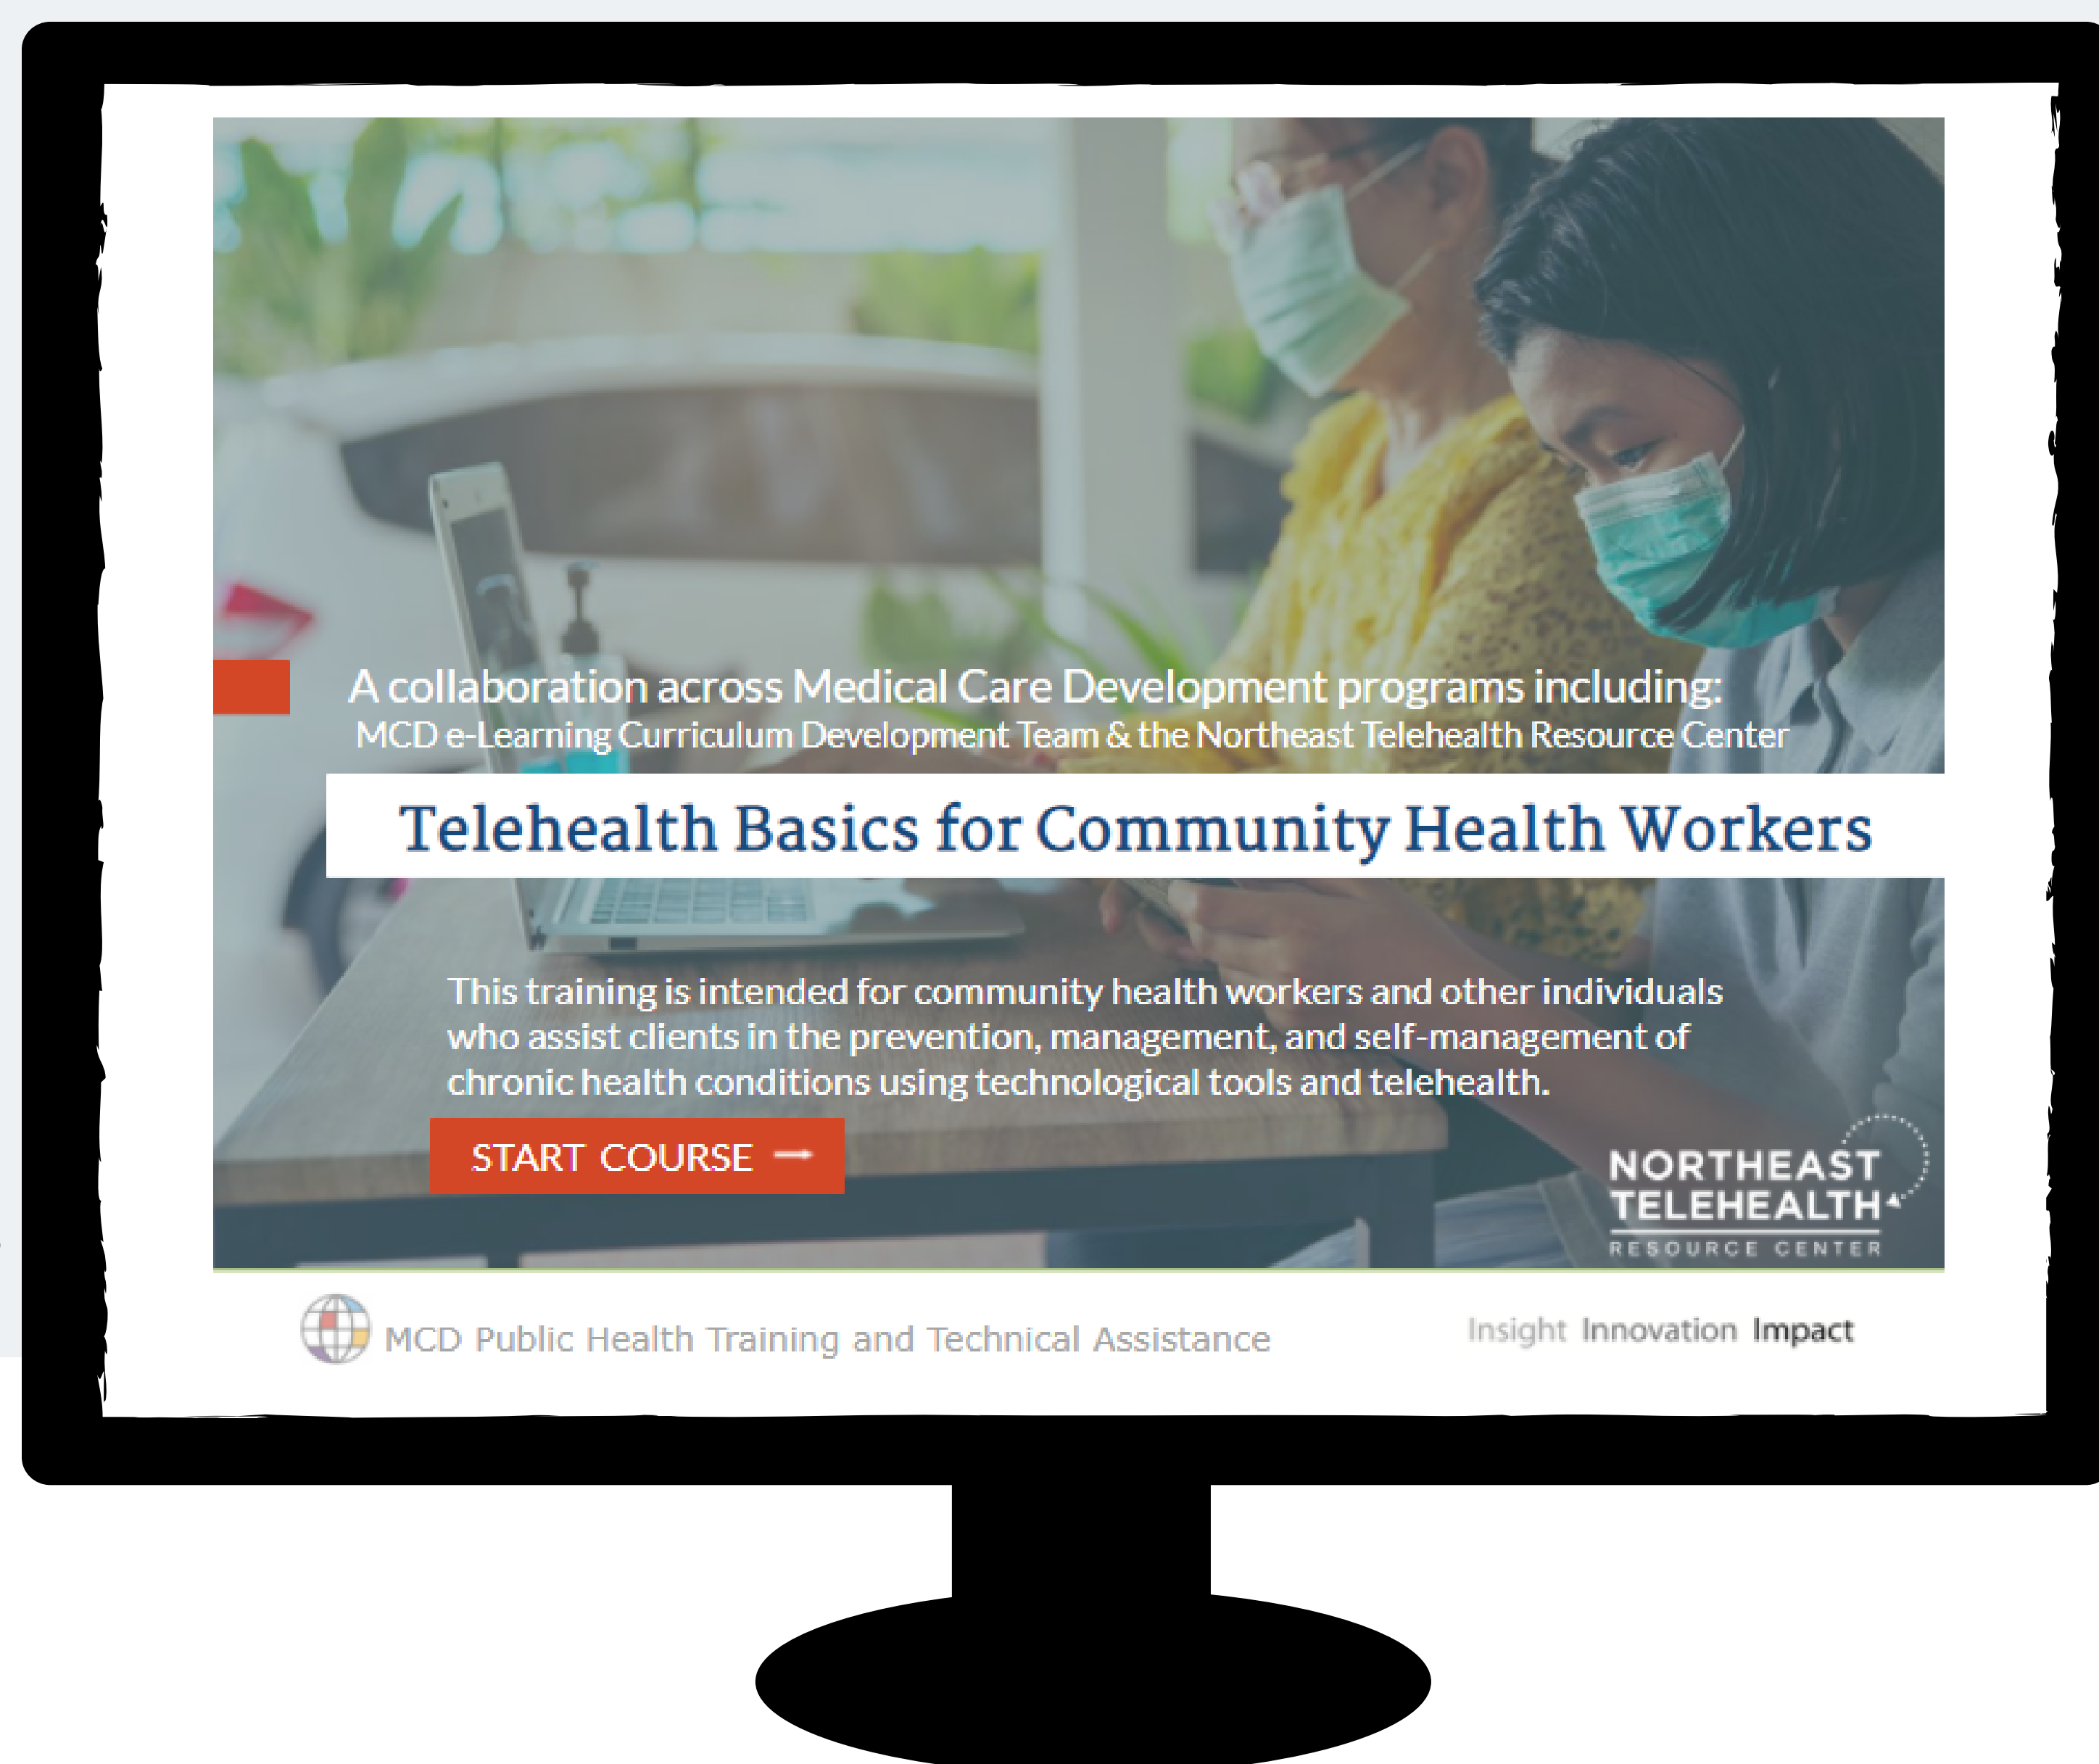 A collaboration across Medical Care Development programs including:
MCD e-Learning Curriculum Development Team & the Northeast Telehealth Resource Center
Telehealth Basics for Community Health Workers
This training is intended for community health workers and other individuals
who assist clients in the prevention, management, and self-management of
chronic health conditions using technological tools and telehealth.
START COURSE →
NORTHEAST
TELEHEALTH
RESOURCE CENTER
MCD Public Health Training and Technical Assistance
Insight Innovation Impact